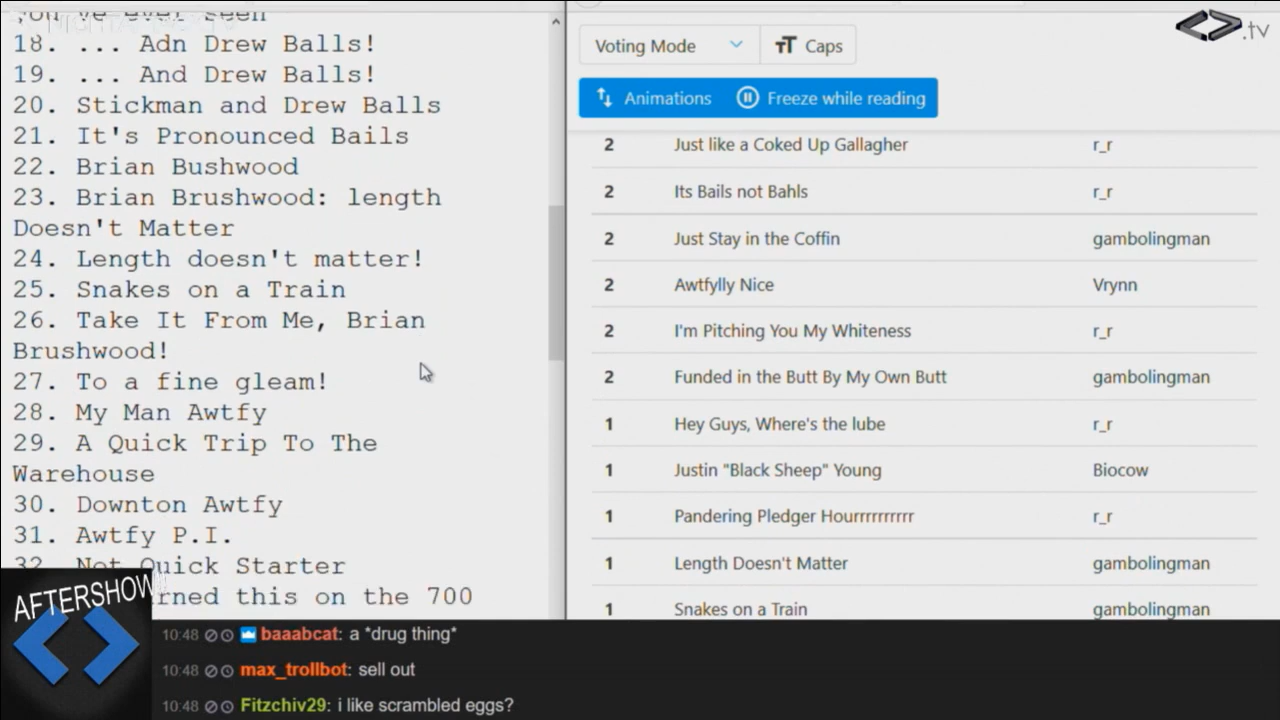 you've ever seen
18. ... Adn Drew Balls!
19. ... And Drew Balls!
20. Stickman and Drew Balls
21. It's Pronounced Bails
22. Brian Bushwood
23. Brian Brushwood: length
Doesn't Matter
24. Length doesn't matter!
25. Snakes on a Train
26. Take It From Me, Brian
Brushwood!
27. To a fine gleam!
28. My Man Awtfy
29. A Quick Trip To The
Warehouse
30. Downton Awtfy
31. Awtfy P.I.
32. Not Quick Starter
this on the 700
.tv
Voting Mode Caps
Animations Freeze while reading
2 Just like a Coked Up Gallagher r_r
2 Its Bails not Bahls r_r
2 Just Stay in the Coffin gambolingman
2 Awtfylly Nice Vrynn
2 I'm Pitching You My Whiteness r_r
2 Funded in the Butt By My Own Butt gambolingman
1 Hey Guys, Where's the lube r_r
1 Justin "Black Sheep" Young Biocow
1 Pandering Pledger Hourrrrrrrrrr r_r
1 Length Doesn't Matter gambolingman
1 Snakes on a Train gambolingman
AFTERSHOW!
10:48 baaabcat: a *drug thing*
10:48 max_trollbot: sell out
10:48 Fitzchiv29: i like scrambled eggs?